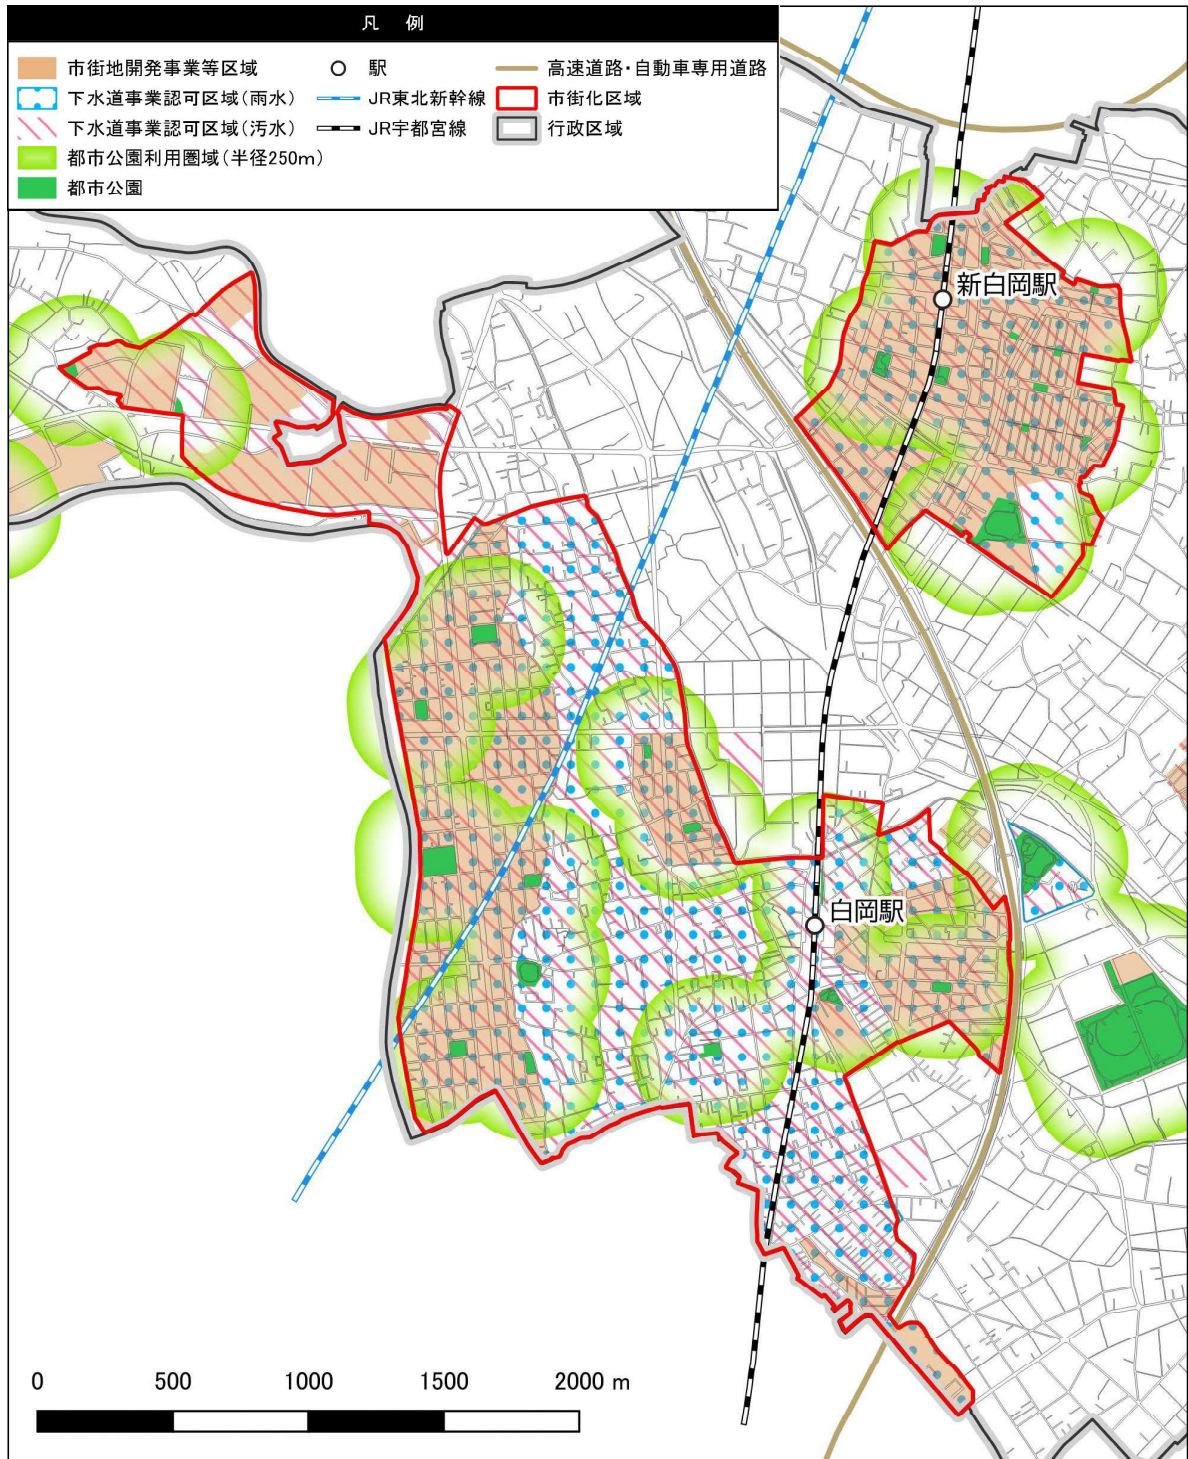 凡 例
市街地開発事業等区域
下水道事業認可区域(雨水)
下水道事業認可区域(汚水)
都市公園利用圏域(半径250m)
都市公園
駅
JR東北新幹線
JR宇都宮線
高速道路・自動車専用道路
市街化区域
行政区域
新白岡駅
白岡駅
0 500 1000 1500 2000 m